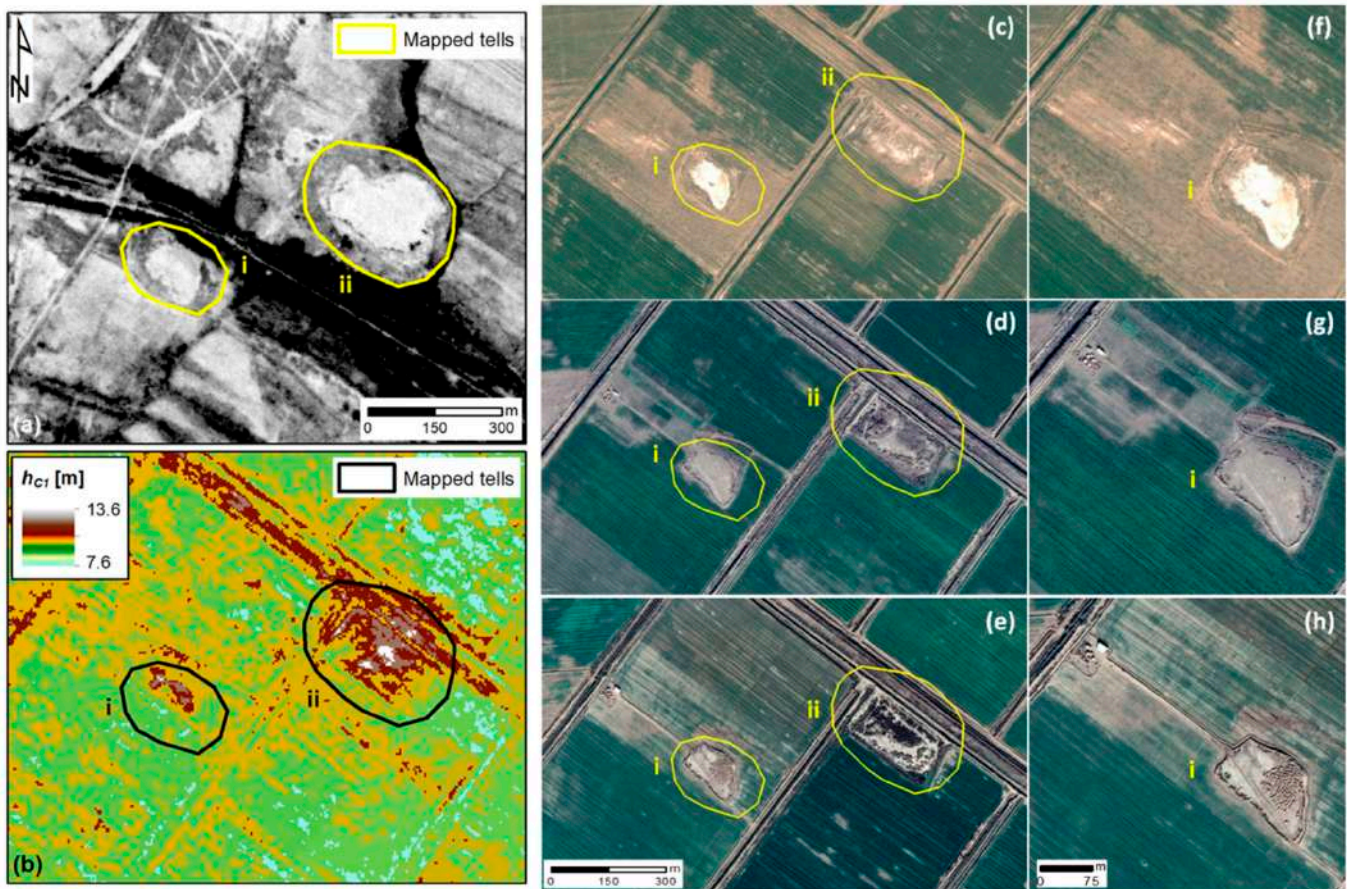 Mapped tells
N
i
ii
(a)
m
0 150 300
h_C1 [m]
13.6
7.6
Mapped tells
i
ii
(b)
(c)
i
ii
(d)
i
ii
(e)
i
ii
m
0 150 300
(f)
i
(g)
i
(h)
i
m
0 75